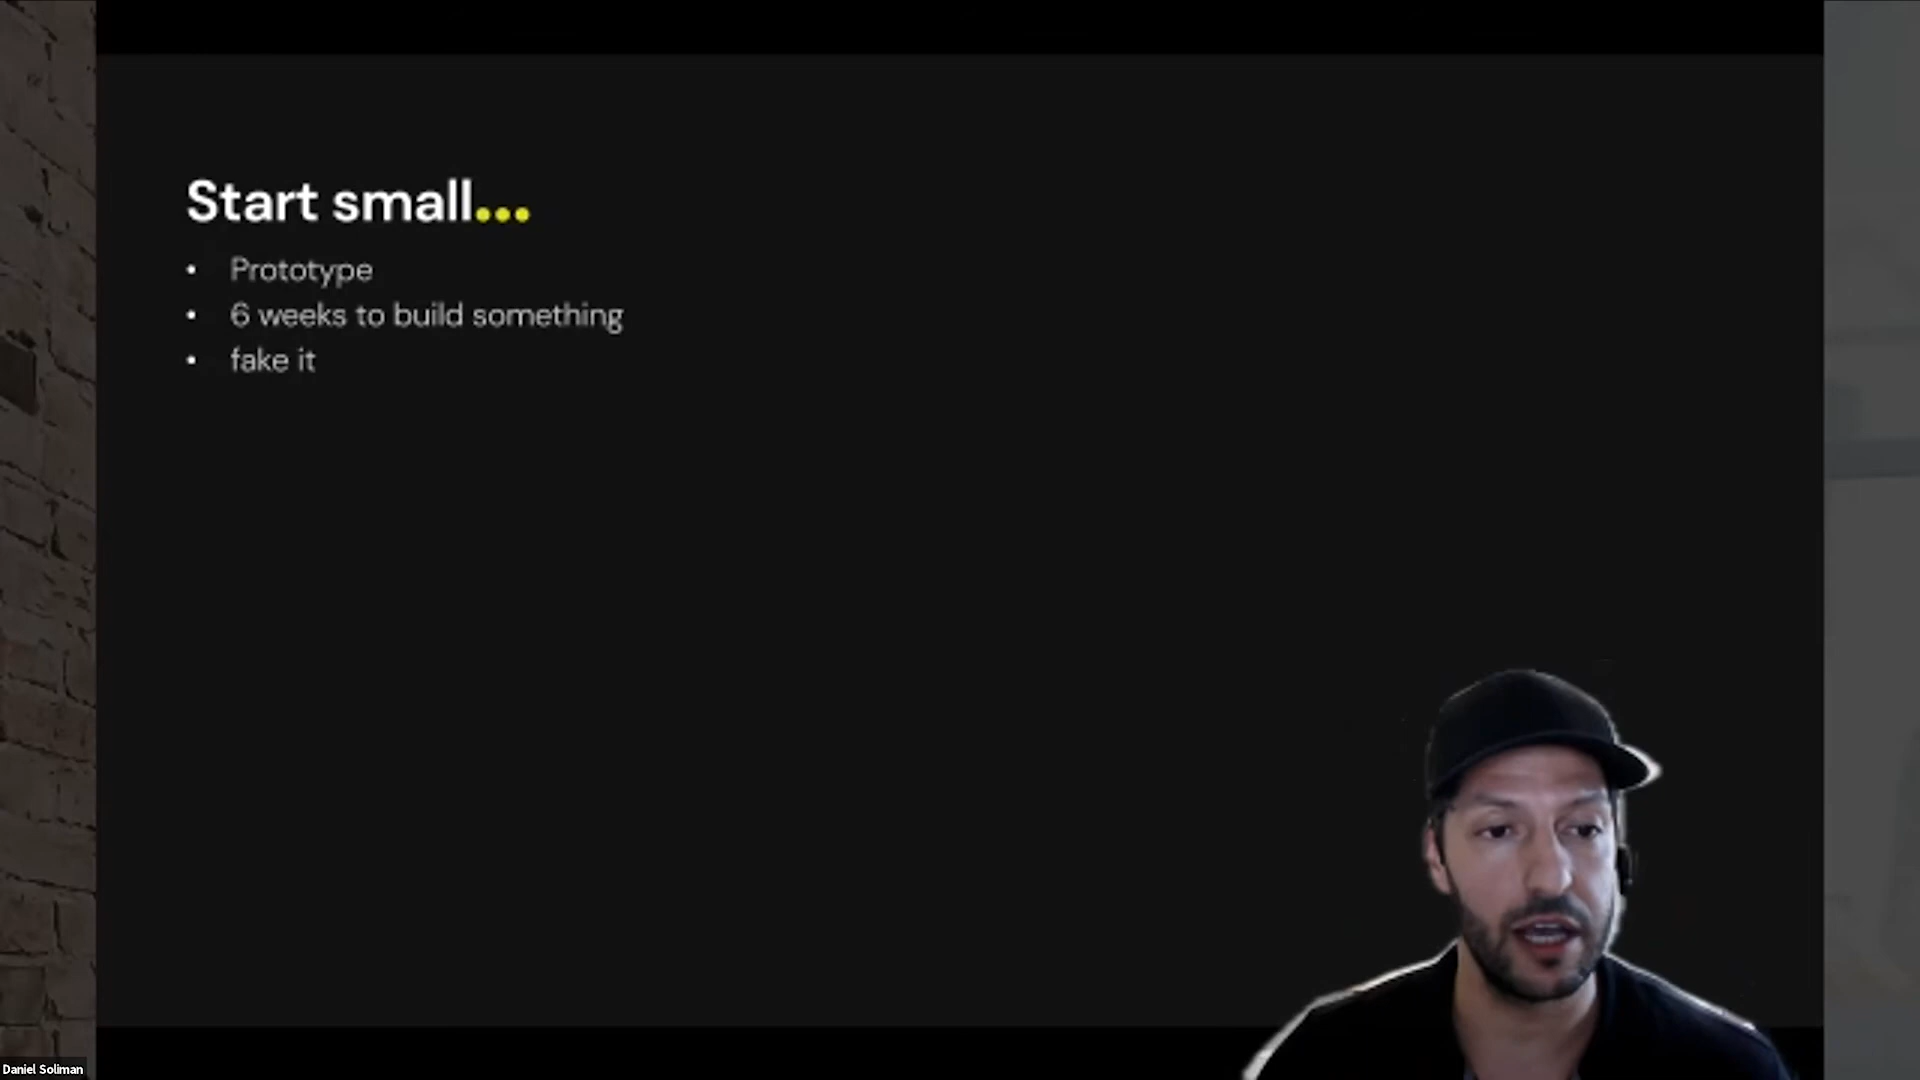 Start small...
• Prototype
• 6 weeks to build something
• fake it
Daniel Soliman